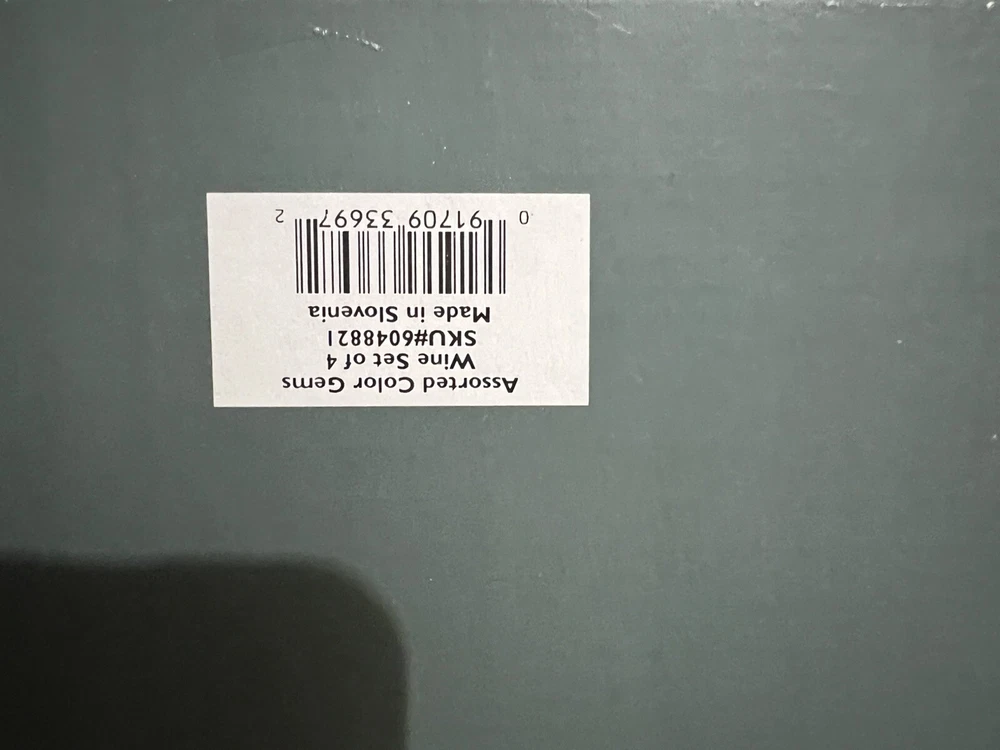 Assorted Color Gems
Wine Set of 4
SKU#6048821
Made in Slovenia
0 91709 33697 2